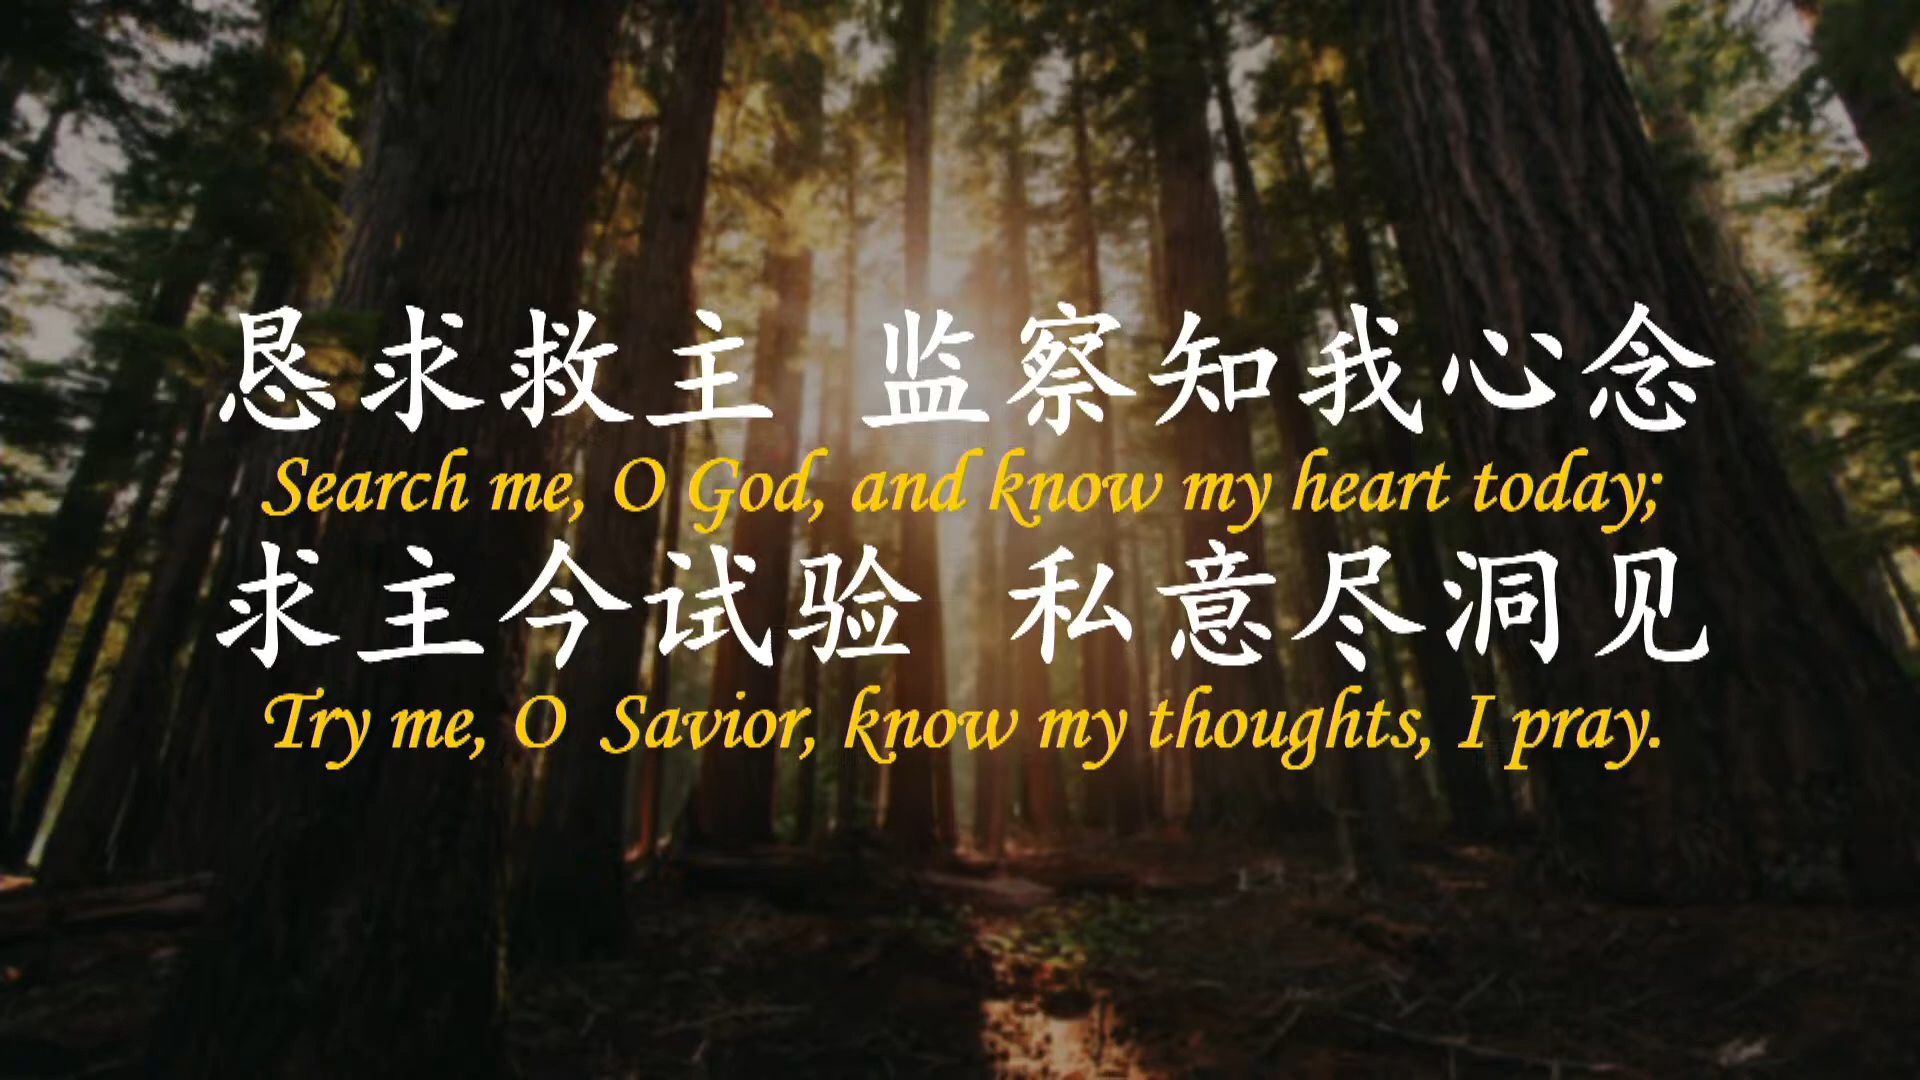 恳求救主 监察知我心念
Search me, O God, and know my heart today;
求主今试验 私意尽洞见
Try me, O Savior, know my thoughts, I pray.